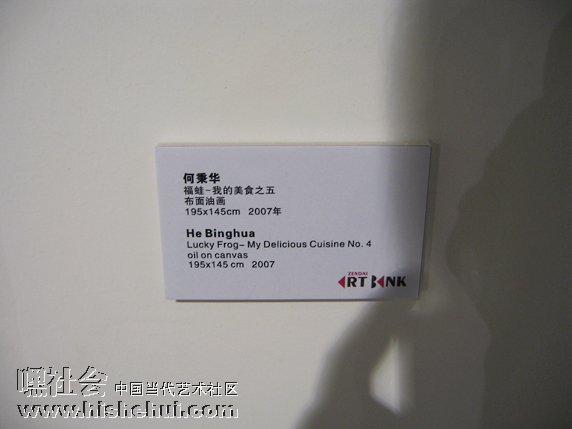 何秉华
福蛙-我的美食之五
布面油画
195x145cm 2007年
He Binghua
Lucky Frog- My Delicious Cuisine No. 4
oil on canvas
195x145 cm 2007
ZENDAI
ART BANK
嘿社会 中国当代艺术社区
www.hishehui.com